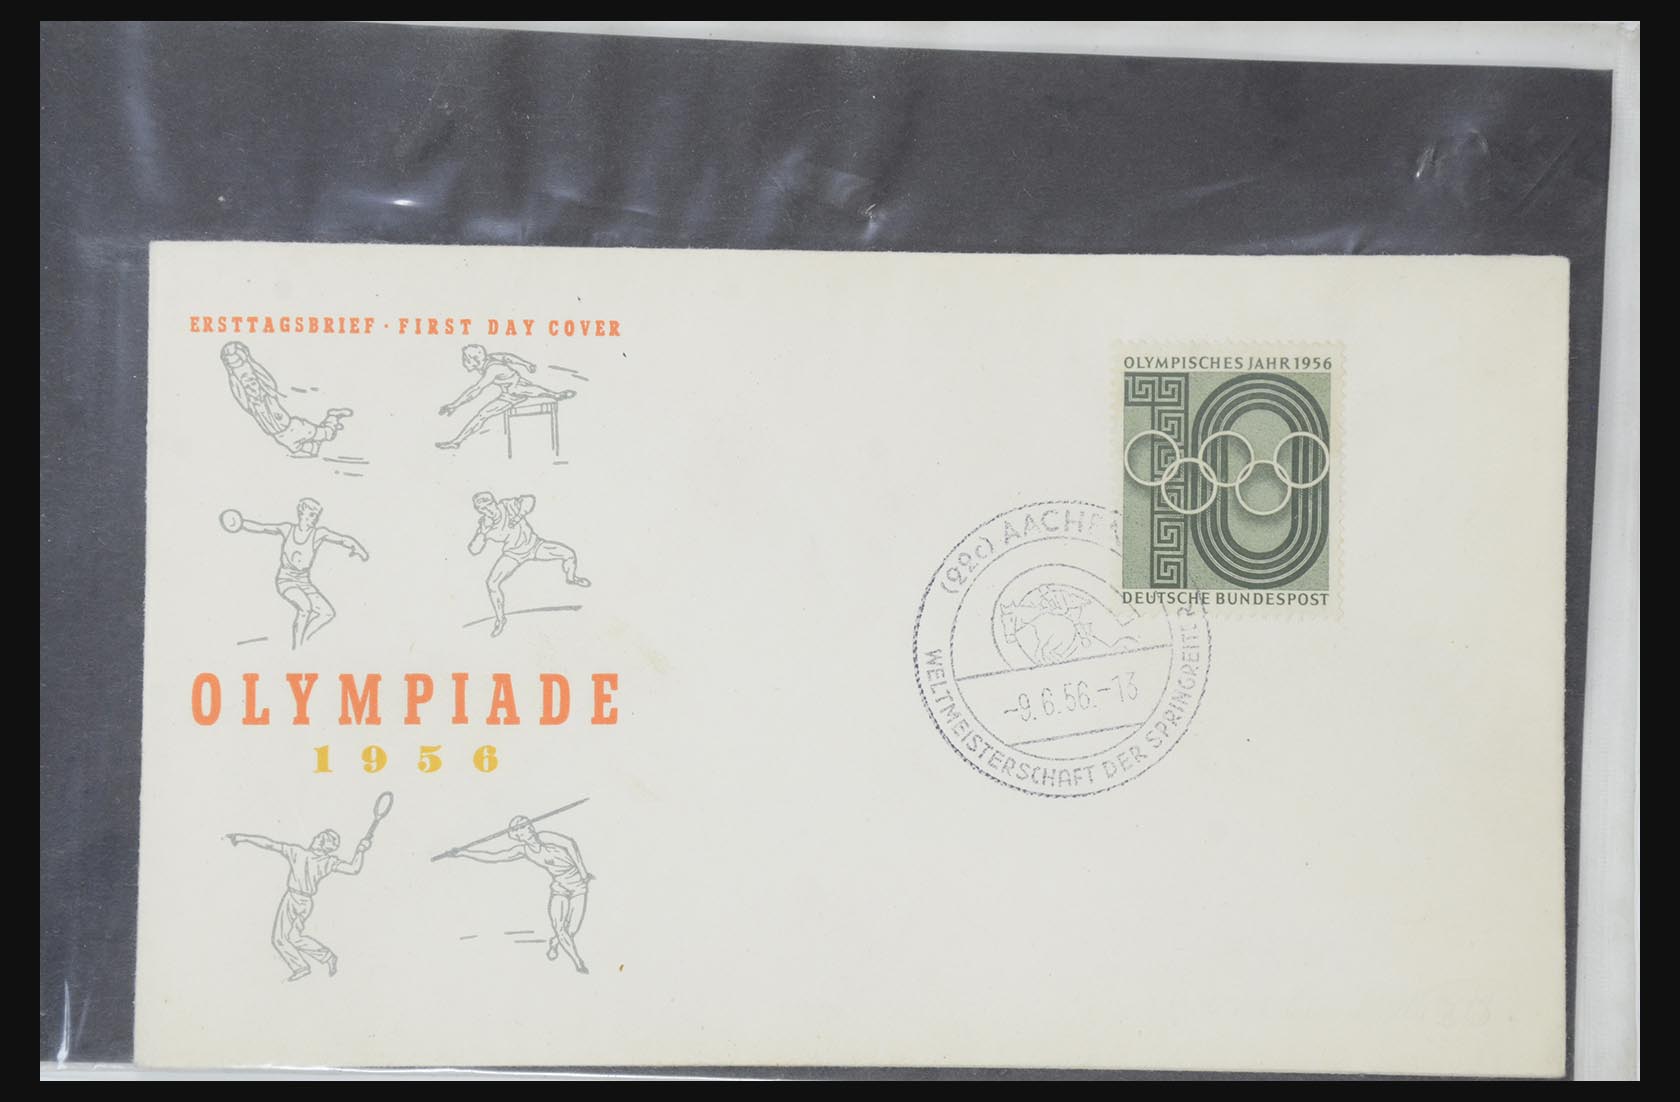 ERSTTAGSBRIEF · FIRST DAY COVER
OLYMPIADE
1956
OLYMPISCHES JAHR 1956
10
DEUTSCHE BUNDESPOST
(22c) AACHEN
-9.6.56.-13
WELTMEISTERSCHAFT DER SPRINGREITER